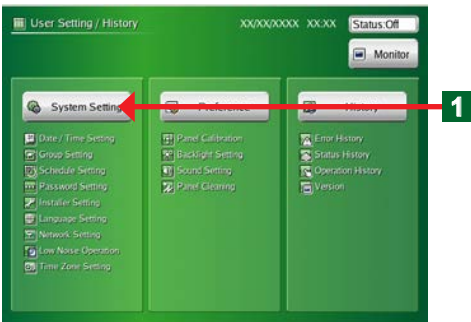 User Setting / History
XX/XX/XXXX XX:XX
Status:Off
Monitor
System Setting
Date / Time Setting
Group Setting
Schedule Setting
Password Setting
Installer Setting
Language Setting
Network Setting
Low Noise Operation
Time Zone Setting
Preference
Panel Calibration
Backlight Setting
Sound Setting
Panel Cleaning
History
Error History
Status History
Operation History
Version
1